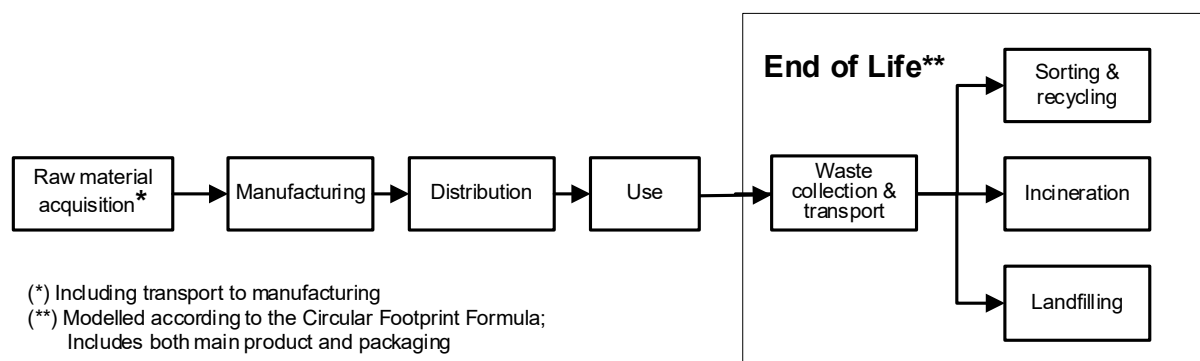 End of Life**
Sorting &
recycling
Raw material
acquisition*
Manufacturing
Distribution
Use
Waste
collection &
transport
Incineration
Landfilling
(*) Including transport to manufacturing
(**) Modelled according to the Circular Footprint Formula;
Includes both main product and packaging